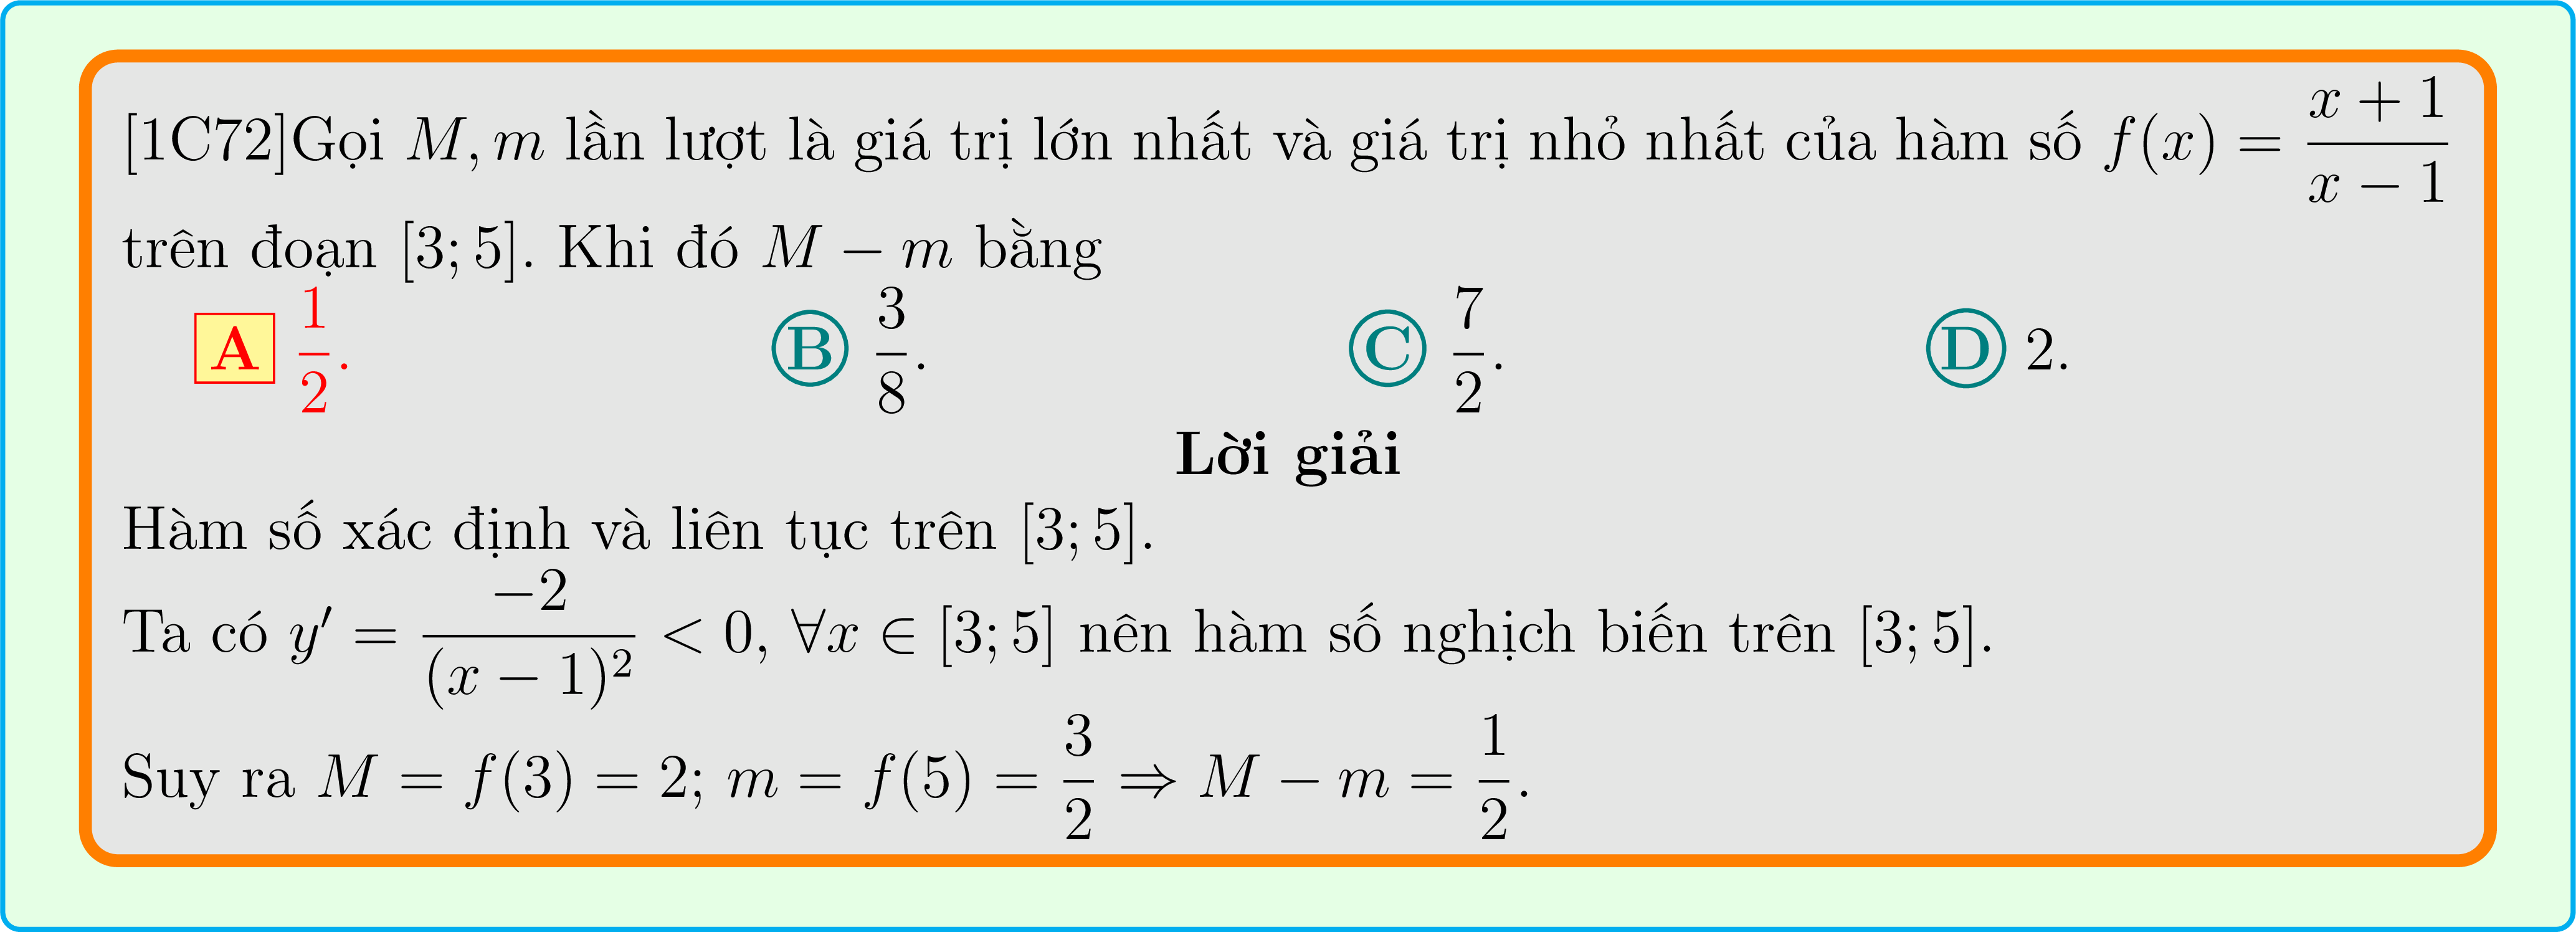 [1C72]Gọi M, m lần lượt là giá trị lớn nhất và giá trị nhỏ nhất của hàm số f(x) = \frac{x + 1}{x − 1}
trên đoạn [3; 5]. Khi đó M − m bằng
A \frac{1}{2}. B \frac{3}{8}. C \frac{7}{2}. D 2.
Lời giải
Hàm số xác định và liên tục trên [3; 5].
Ta có y′ = \frac{−2}{(x − 1)²} < 0, ∀x ∈ [3; 5] nên hàm số nghịch biến trên [3; 5].
Suy ra M = f(3) = 2; m = f(5) = \frac{3}{2} ⇒ M − m = \frac{1}{2}.